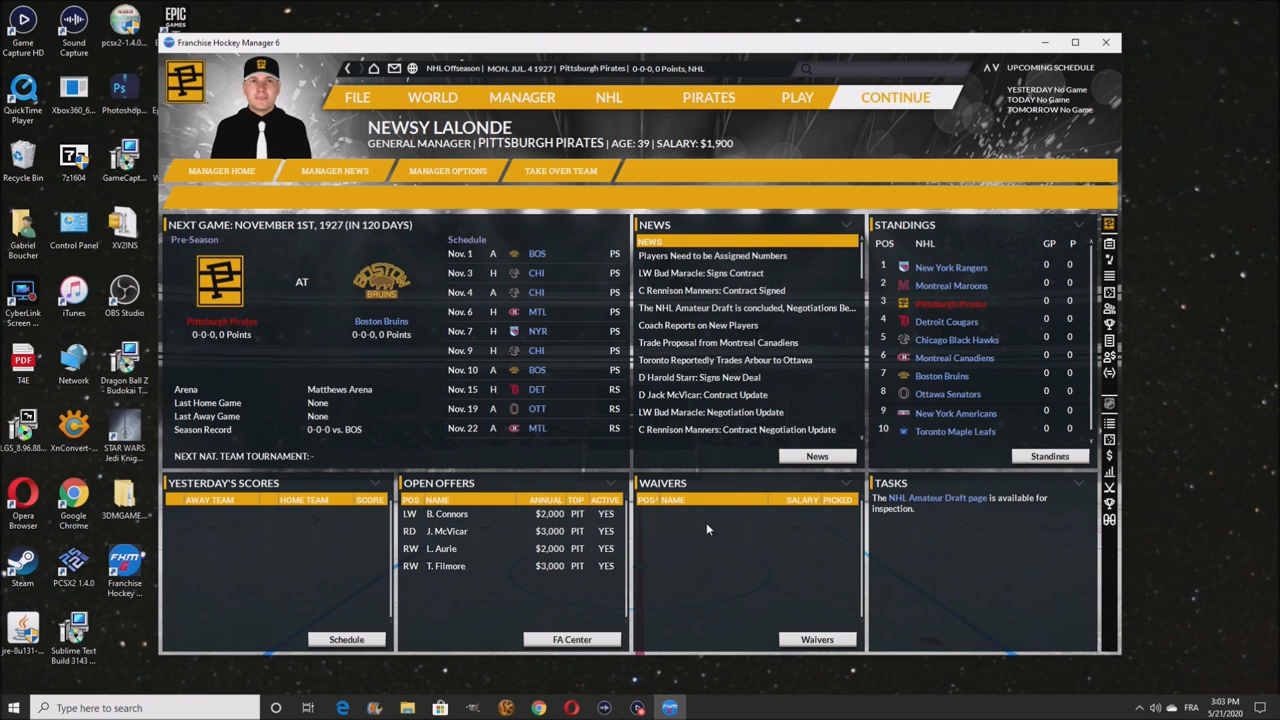 Game
Capture HD
Sound
Capture
pcsx2-1.4.0...
EPIC
GAMES
QuickTime
Player
Xbox360_6...
Photoshop...
Recycle Bin
7z1604
GameCapt...
Gabriel
Boucher
Control Panel
XV2INS
CyberLink
Screen ...
iTunes
OBS Studio
PDF
T4E
Network
Dragon Ball Z
- Budokai T...
LGS_8.96.88...
XnConvert-...
STAR WARS
Jedi Knig...
Opera
Browser
Google
Chrome
3DMGAM...
Steam
PCSX2 1.4.0
Franchise
Hockey ...
jre-8u131-...
Sublime Text
Build 3143 ...
Franchise Hockey Manager 6
NHL Offseason | MON. JUL. 4 1927 | Pittsburgh Pirates | 0-0-0, 0 Points, NHL
UPCOMING SCHEDULE
YESTERDAY No Game
TODAY No Game
TOMORROW No Game
FILE WORLD MANAGER NHL PIRATES PLAY CONTINUE
NEWSY LALONDE
GENERAL MANAGER | PITTSBURGH PIRATES | AGE: 39 | SALARY: $1,900
MANAGER HOME MANAGER NEWS MANAGER OPTIONS TAKE OVER TEAM
NEXT GAME: NOVEMBER 1ST, 1927 (IN 120 DAYS)
Pre-Season
Pittsburgh Pirates
0-0-0, 0 Points
AT
BOSTON
BRUINS
Boston Bruins
0-0-0, 0 Points
Arena Matthews Arena
Last Home Game None
Last Away Game None
Season Record 0-0-0 vs. BOS
NEXT NAT. TEAM TOURNAMENT: -
Schedule
Nov. 1 A BOS PS
Nov. 3 H CHI PS
Nov. 4 A CHI PS
Nov. 6 H MTL PS
Nov. 7 H NYR PS
Nov. 9 H CHI PS
Nov. 10 A BOS PS
Nov. 15 H DET RS
Nov. 19 A OTT RS
Nov. 22 A MTL RS
NEWS
NEWS
Players Need to be Assigned Numbers
LW Bud Maracle: Signs Contract
C Rennison Manners: Contract Signed
The NHL Amateur Draft is concluded, Negotiations Be...
Coach Reports on New Players
Trade Proposal from Montreal Canadiens
Toronto Reportedly Trades Arbour to Ottawa
D Harold Starr: Signs New Deal
D Jack McVicar: Contract Update
LW Bud Maracle: Negotiation Update
C Rennison Manners: Contract Negotiation Update
News
STANDINGS
POS NHL GP P
1 New York Rangers 0 0
2 Montreal Maroons 0 0
3 Pittsburgh Pirates 0 0
4 Detroit Cougars 0 0
5 Chicago Black Hawks 0 0
6 Montreal Canadiens 0 0
7 Boston Bruins 0 0
8 Ottawa Senators 0 0
9 New York Americans 0 0
10 Toronto Maple Leafs 0 0
Standings
YESTERDAY'S SCORES
AWAY TEAM HOME TEAM SCORE
Schedule
OPEN OFFERS
POS NAME ANNUAL TOP ACTIVE
LW B. Connors $2,000 PIT YES
RD J. McVicar $3,000 PIT YES
RW L. Aurie $2,000 PIT YES
RW T. Filmore $3,000 PIT YES
FA Center
WAIVERS
POS^ NAME SALARY PICKED
Waivers
TASKS
The NHL Amateur Draft page is available for
inspection.
Type here to search
FRA
3:03 PM
5/21/2020